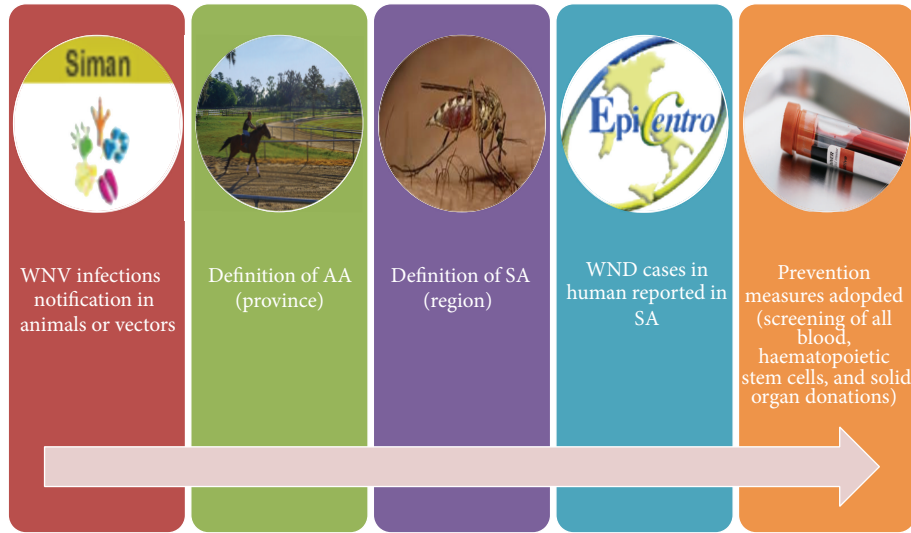 Siman
WNV infections
notification in
animals or vectors
Definition of AA
(province)
Definition of SA
(region)
EpiCentro
WND cases in
human reported in
SA
Prevention
measures adopded
(screening of all
blood,
haematopoietic
stem cells, and solid
organ donations)